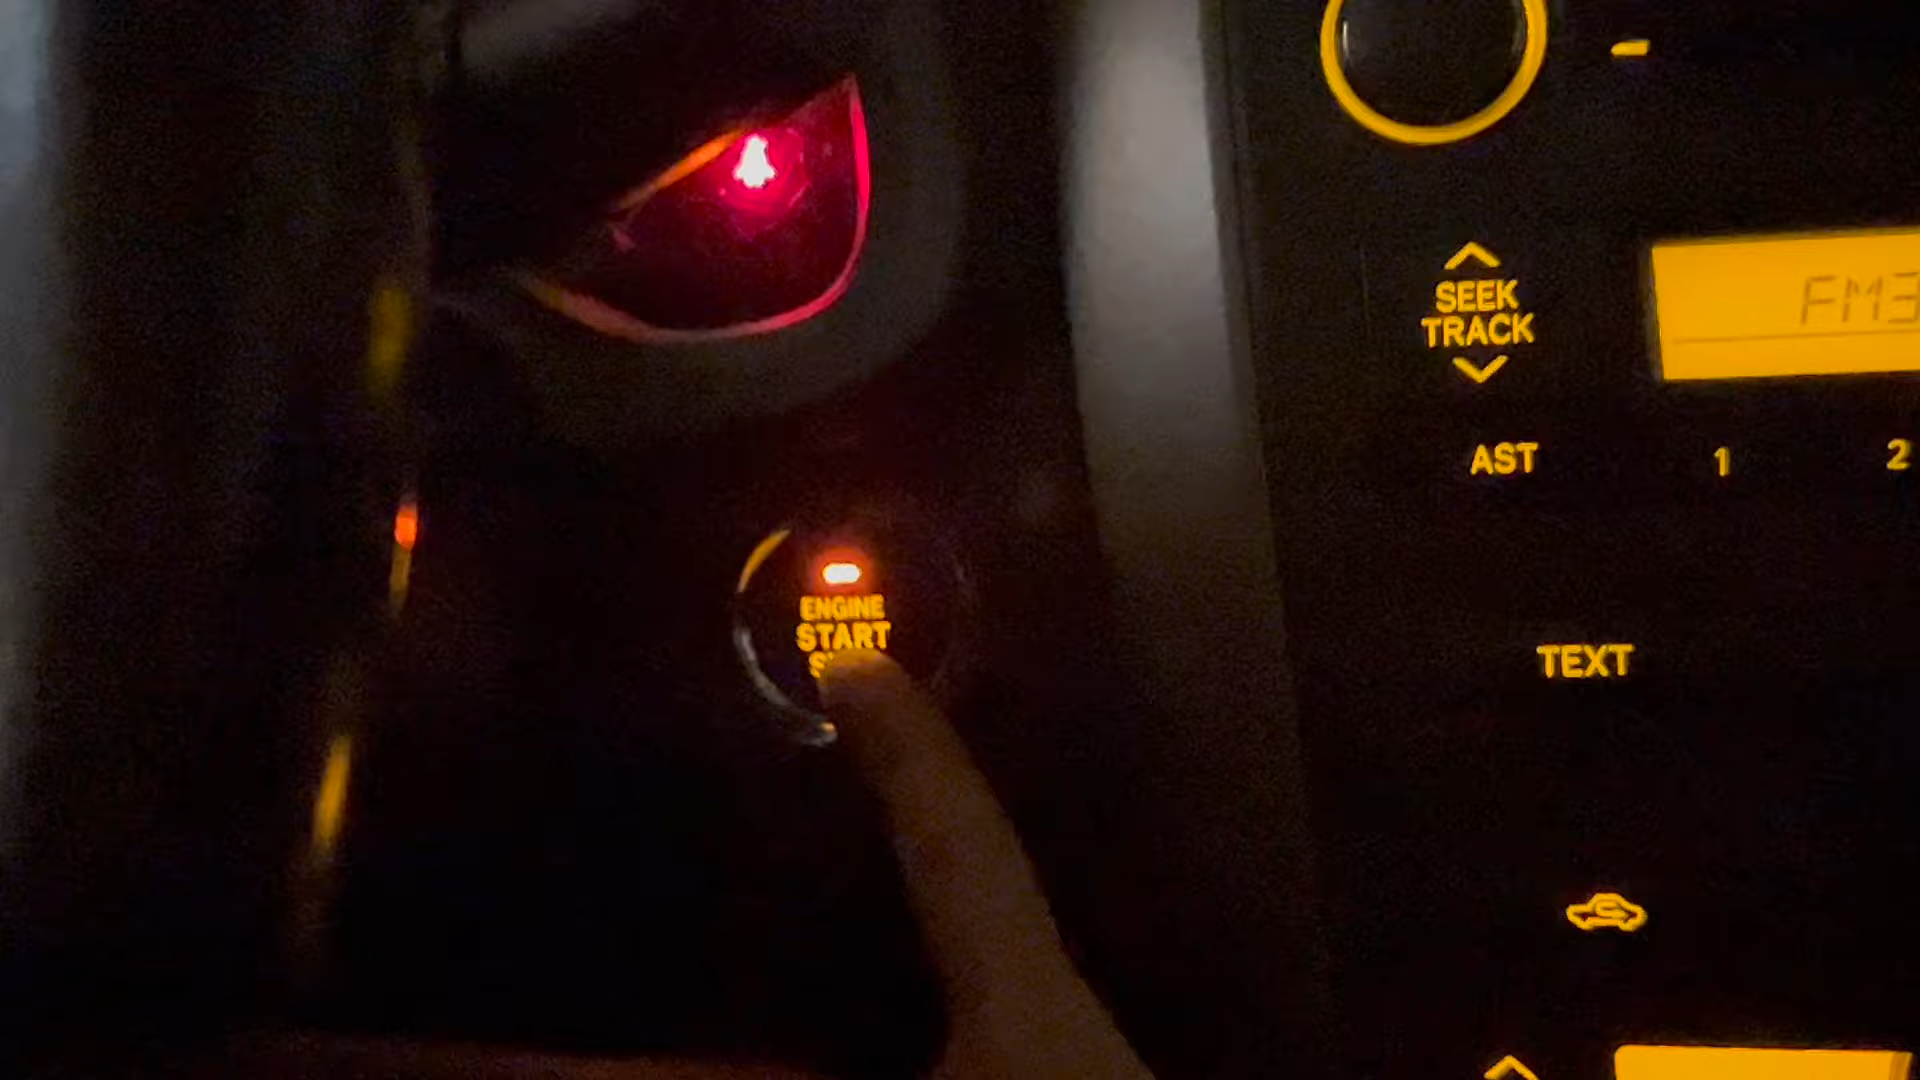 SEEK
TRACK
FM3
AST 1 2
ENGINE
START
TEXT